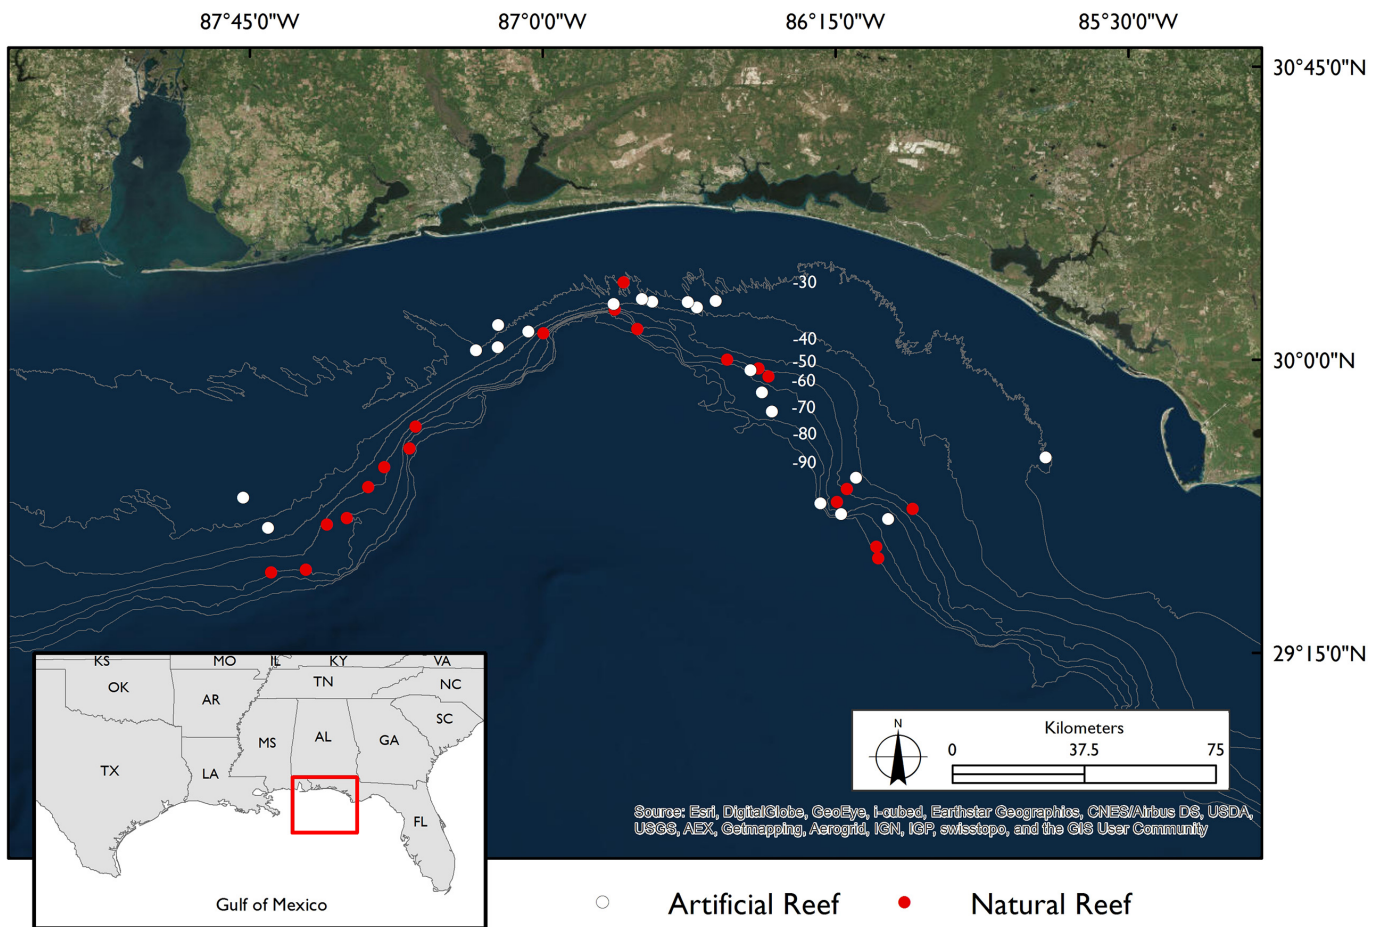 87°45'0"W 87°0'0"W 86°15'0"W 85°30'0"W
30°45'0"N
-30
-40
30°0'0"N
-50
-60
-70
-80
-90
29°15'0"N
KS MO IL KY VA
OK AR TN NC
SC
MS AL GA
TX LA
FL
Gulf of Mexico
N
Kilometers
0 37.5 75
Source: Esri, DigitalGlobe, GeoEye, i-cubed, Earthstar Geographics, CNES/Airbus DS, USDA,
USGS, AEX, Getmapping, Aerogrid, IGN, IGP, swisstopo, and the GIS User Community
Artificial Reef Natural Reef